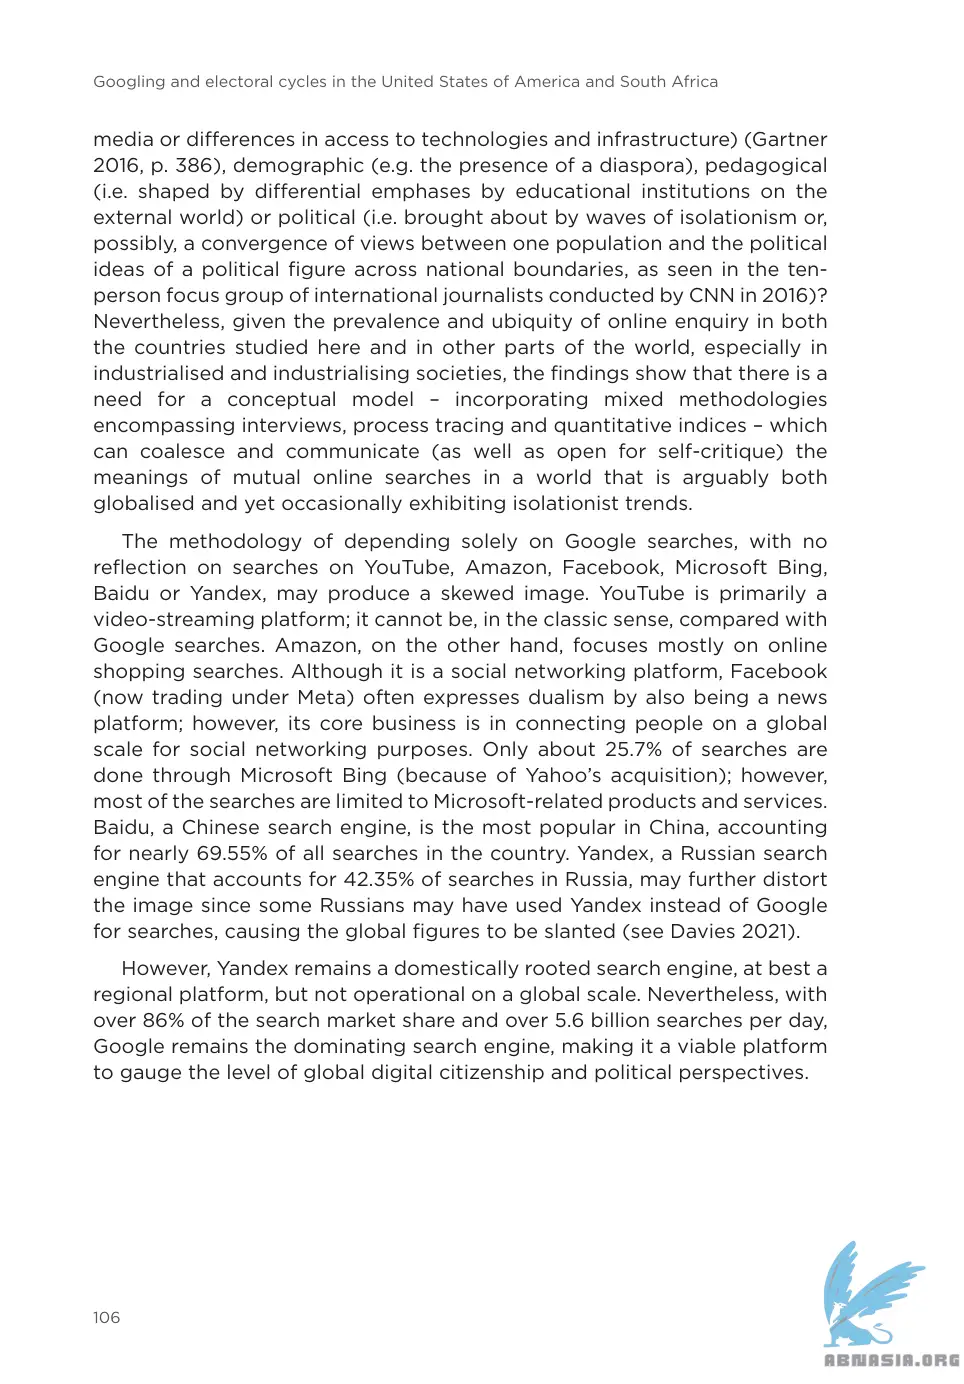 Googling and electoral cycles in the United States of America and South Africa
media or differences in access to technologies and infrastructure) (Gartner
2016, p. 386), demographic (e.g. the presence of a diaspora), pedagogical
(i.e. shaped by differential emphases by educational institutions on the
external world) or political (i.e. brought about by waves of isolationism or,
possibly, a convergence of views between one population and the political
ideas of a political figure across national boundaries, as seen in the ten-
person focus group of international journalists conducted by CNN in 2016)?
Nevertheless, given the prevalence and ubiquity of online enquiry in both
the countries studied here and in other parts of the world, especially in
industrialised and industrialising societies, the findings show that there is a
need for a conceptual model – incorporating mixed methodologies
encompassing interviews, process tracing and quantitative indices – which
can coalesce and communicate (as well as open for self-critique) the
meanings of mutual online searches in a world that is arguably both
globalised and yet occasionally exhibiting isolationist trends.
The methodology of depending solely on Google searches, with no
reflection on searches on YouTube, Amazon, Facebook, Microsoft Bing,
Baidu or Yandex, may produce a skewed image. YouTube is primarily a
video-streaming platform; it cannot be, in the classic sense, compared with
Google searches. Amazon, on the other hand, focuses mostly on online
shopping searches. Although it is a social networking platform, Facebook
(now trading under Meta) often expresses dualism by also being a news
platform; however, its core business is in connecting people on a global
scale for social networking purposes. Only about 25.7% of searches are
done through Microsoft Bing (because of Yahoo’s acquisition); however,
most of the searches are limited to Microsoft-related products and services.
Baidu, a Chinese search engine, is the most popular in China, accounting
for nearly 69.55% of all searches in the country. Yandex, a Russian search
engine that accounts for 42.35% of searches in Russia, may further distort
the image since some Russians may have used Yandex instead of Google
for searches, causing the global figures to be slanted (see Davies 2021).
However, Yandex remains a domestically rooted search engine, at best a
regional platform, but not operational on a global scale. Nevertheless, with
over 86% of the search market share and over 5.6 billion searches per day,
Google remains the dominating search engine, making it a viable platform
to gauge the level of global digital citizenship and political perspectives.
106
ABNASIA.ORG